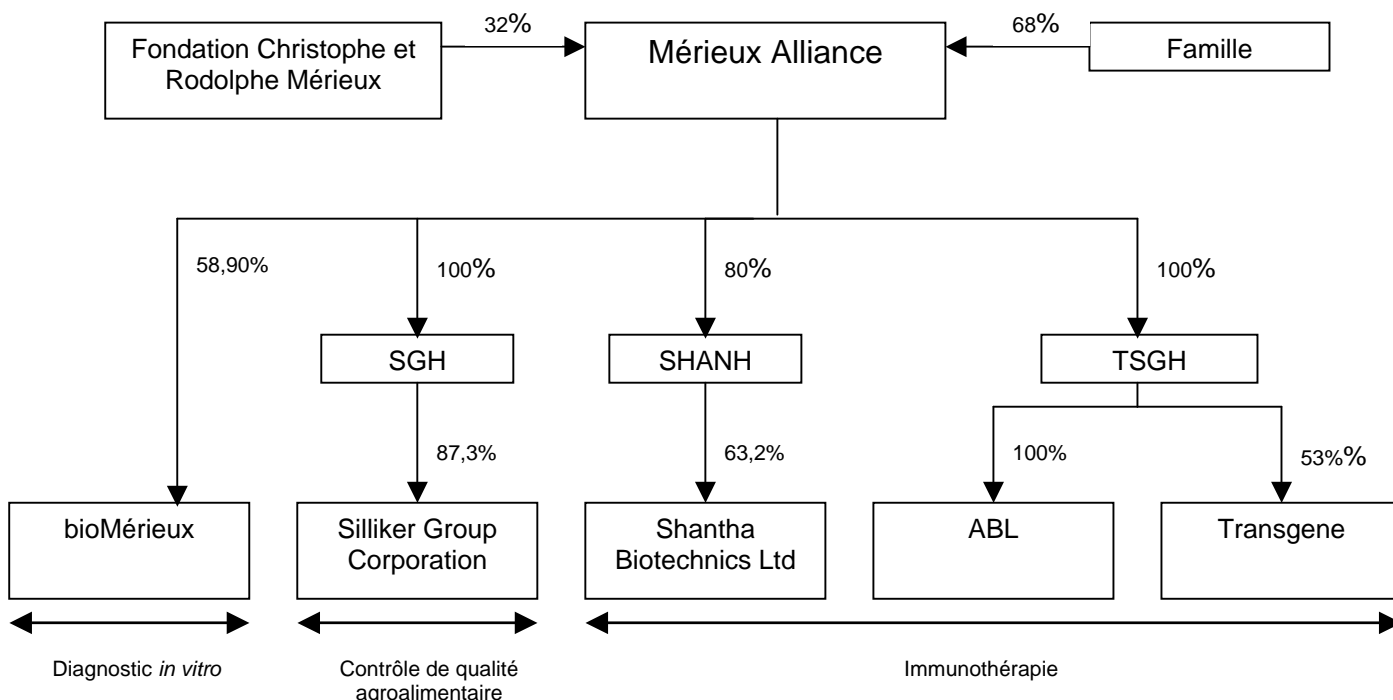 32%
68%
Fondation Christophe et
Rodolphe Mérieux
Mérieux Alliance
Famille
58,90%
100%
80%
100%
SGH
SHANH
TSGH
87,3%
63,2%
100%
53%%
bioMérieux
Silliker Group
Corporation
Shantha
Biotechnics Ltd
ABL
Transgene
Diagnostic in vitro
Contrôle de qualité
agroalimentaire
Immunothérapie